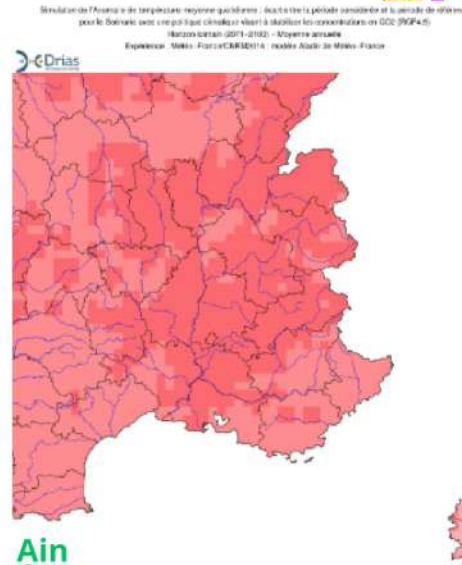 Simulation de l'Anomalie de température moyenne quotidienne : écart entre la période considérée et la période de référen
pour le Scénario avec une politique climatique visant à stabiliser les concentrations en CO2 (RCP4.5)
Horizon lointain (2071-2100) - Moyenne annuelle
Expérience : Météo-France/CNRM2014 : modèle Aladin de Météo-France
Drias
Ain